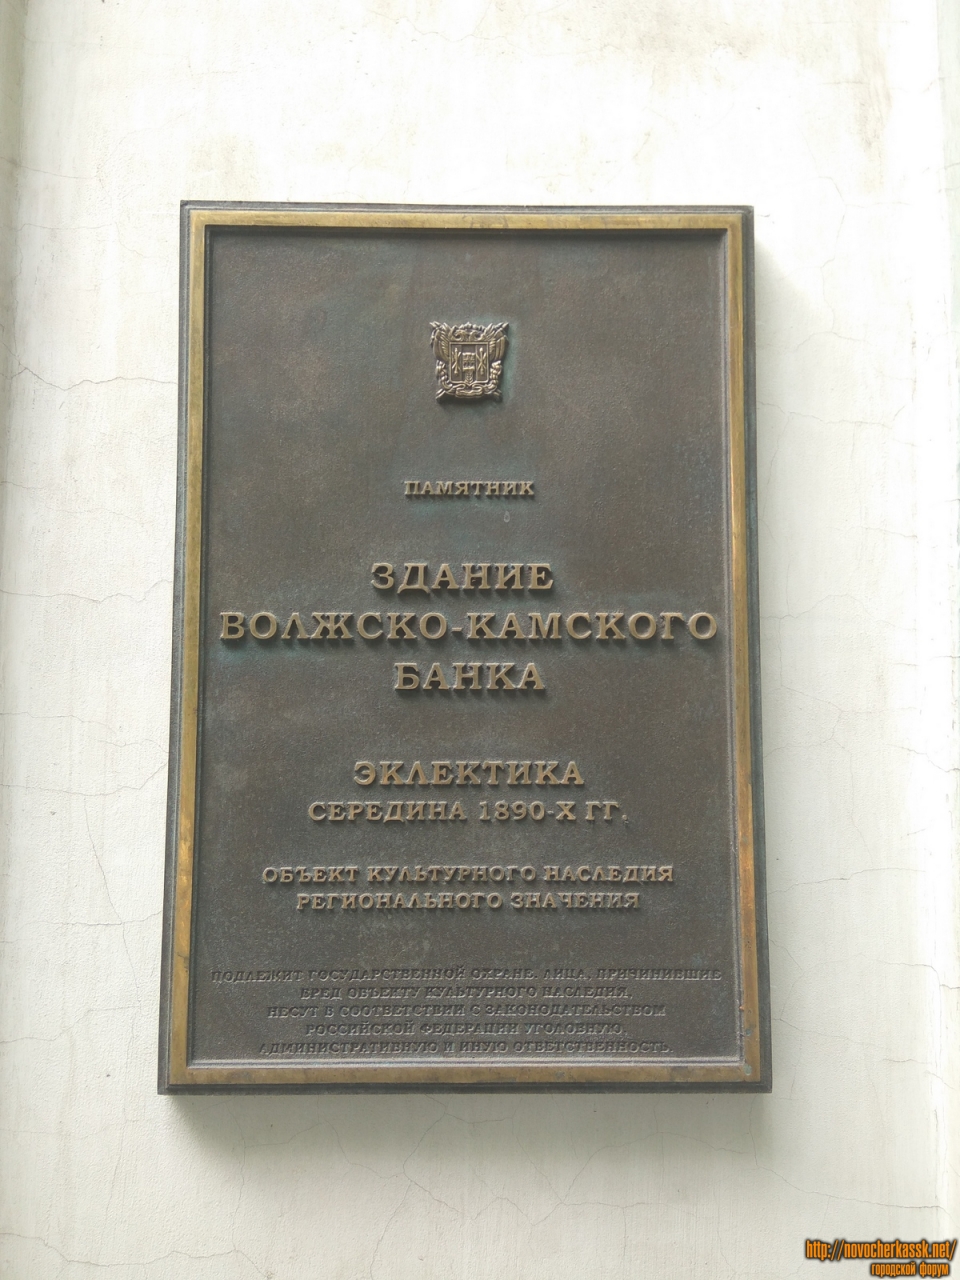 ПАМЯТНИК
ЗДАНИЕ
ВОЛЖСКО-КАМСКОГО
БАНКА
ЭКЛЕКТИКА
СЕРЕДИНА 1890-Х ГГ.
ОБЪЕКТ КУЛЬТУРНОГО НАСЛЕДИЯ
РЕГИОНАЛЬНОГО ЗНАЧЕНИЯ
ПОДЛЕЖИТ ГОСУДАРСТВЕННОЙ ОХРАНЕ. ЛИЦА, ПРИЧИНИВШИЕ
ВРЕД ОБЪЕКТУ КУЛЬТУРНОГО НАСЛЕДИЯ,
НЕСУТ В СООТВЕТСТВИИ С ЗАКОНОДАТЕЛЬСТВОМ
РОССИЙСКОЙ ФЕДЕРАЦИИ УГОЛОВНУЮ,
АДМИНИСТРАТИВНУЮ И ИНУЮ ОТВЕТСТВЕННОСТЬ.
http://novocherkassk.net/
городской форум